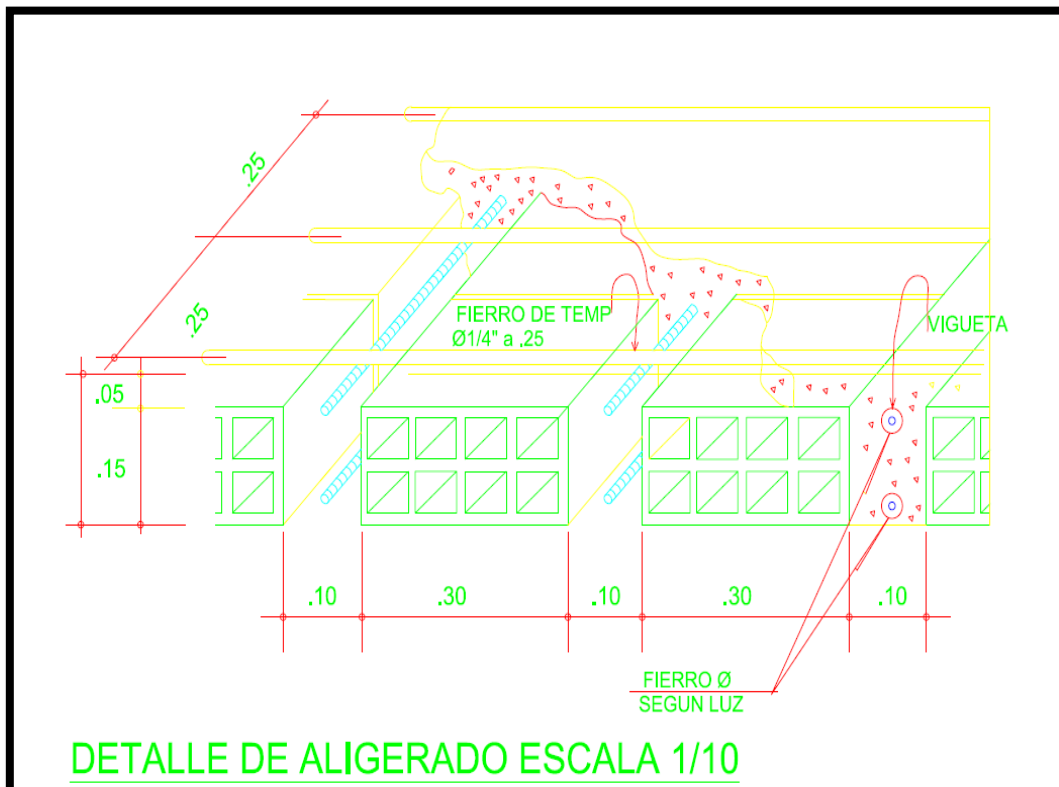 .25
.25
FIERRO DE TEMP
Ø1/4" a ,25
VIGUETA
.05
.15
.10
.30
.10
.30
.10
FIERRO Ø
SEGUN LUZ
DETALLE DE ALIGERADO ESCALA 1/10